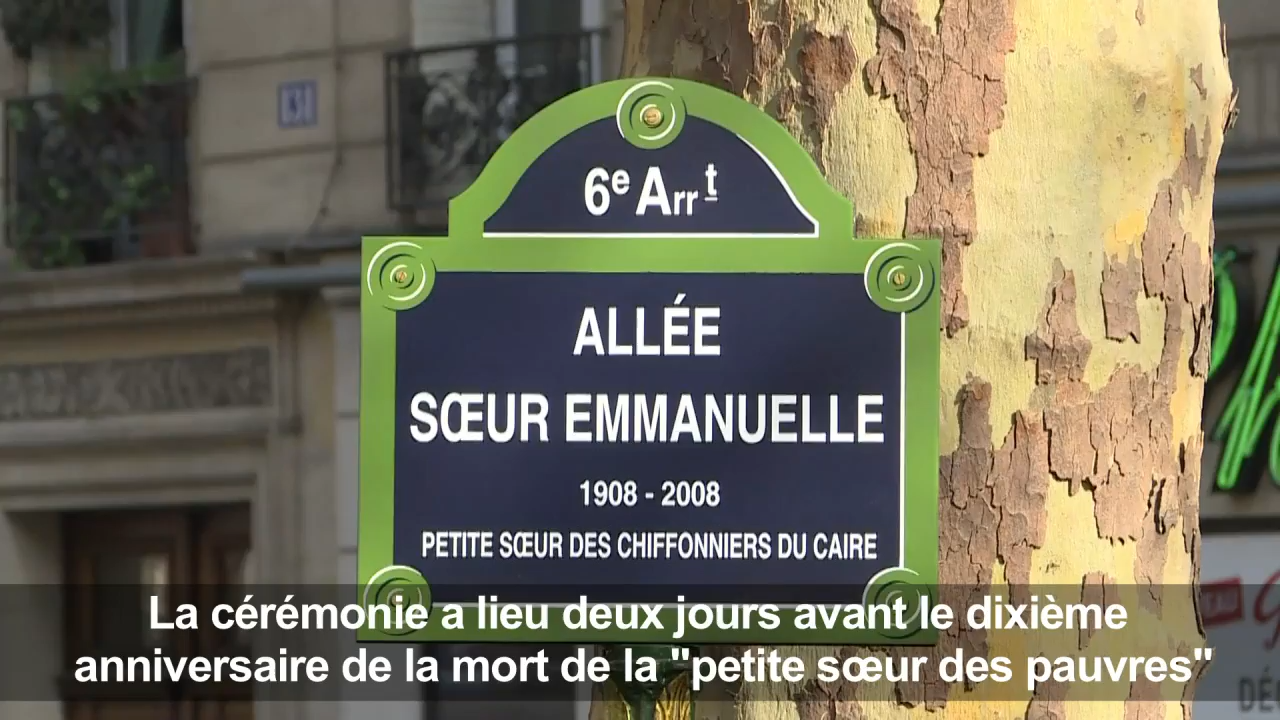 131
6e Arrt
ALLÉE
SŒUR EMMANUELLE
1908 - 2008
PETITE SŒUR DES CHIFFONNIERS DU CAIRE
La cérémonie a lieu deux jours avant le dixième
anniversaire de la mort de la "petite sœur des pauvres"